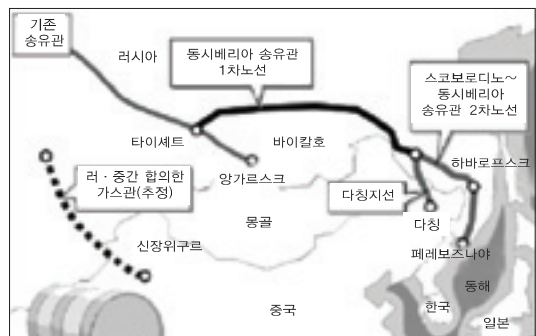 기존
송유관
러시아
동시베리아 송유관
1차노선
스코보로디노~
동시베리아
송유관 2차노선
타이셰트
바이칼호
하바로프스크
앙가르스크
러·중간 합의한
가스관(추정)
다칭지선
몽골
다칭
신장위구르
페레보즈나야
동해
중국
한국
일본